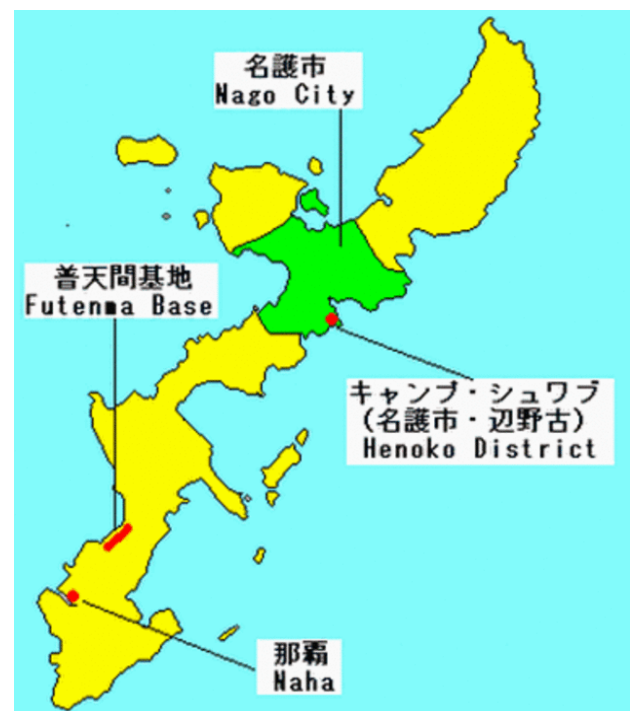 名護市
Nago City
普天間基地
Futenma Base
キャンプ・シュワブ
(名護市・辺野古)
Henoko District
那覇
Naha